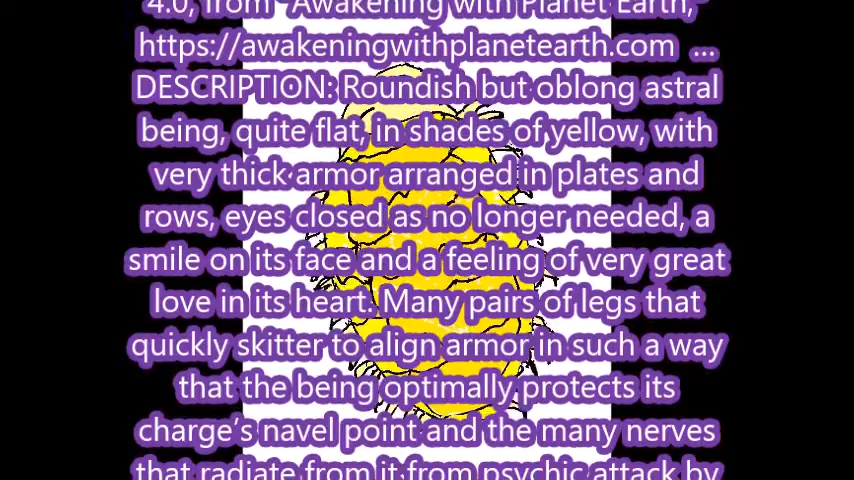 4.0, from “Awakening with Planet Earth,”
https://awakeningwithplanetearth.com ...
DESCRIPTION: Roundish but oblong astral
being, quite flat, in shades of yellow, with
very thick armor arranged in plates and
rows, eyes closed as no longer needed, a
smile on its face and a feeling of very great
love in its heart. Many pairs of legs that
quickly skitter to align armor in such a way
that the being optimally protects its
charge’s navel point and the many nerves
that radiate from it from psychic attack by